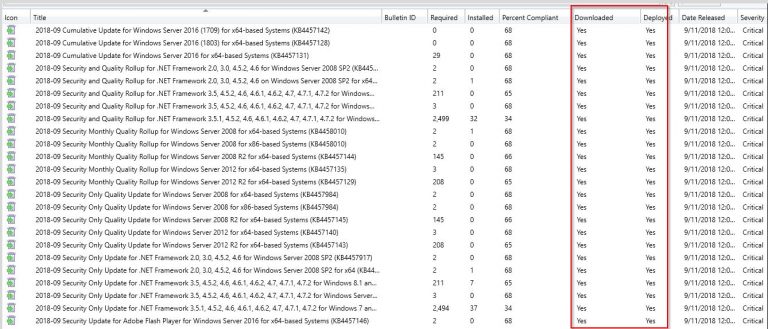 Icon Title Bulletin ID Required Installed Percent Compliant Downloaded Deployed Date Released Severity
2018-09 Cumulative Update for Windows Server 2016 (1709) for x64-based Systems (KB4457142) 0 0 68 Yes Yes 9/11/2018 12:0... Critical
2018-09 Cumulative Update for Windows Server 2016 (1803) for x64-based Systems (KB4457128) 0 0 68 Yes Yes 9/11/2018 12:0... Critical
2018-09 Cumulative Update for Windows Server 2016 for x64-based Systems (KB4457131) 29 0 68 Yes Yes 9/11/2018 12:0... Critical
2018-09 Security and Quality Rollup for .NET Framework 2.0, 3.0, 4.5.2, 4.6 for Windows Server 2008 SP2 (KB445... 2 0 68 Yes Yes 9/11/2018 12:0... Critical
2018-09 Security and Quality Rollup for .NET Framework 2.0, 3.0, 4.5.2, 4.6 on Windows Server 2008 SP2 for x64... 2 1 68 Yes Yes 9/11/2018 12:0... Critical
2018-09 Security and Quality Rollup for .NET Framework 3.5, 4.5.2, 4.6, 4.6.1, 4.6.2, 4.7, 4.7.1, 4.7.2 for Windows... 211 0 65 Yes Yes 9/11/2018 12:0... Critical
2018-09 Security and Quality Rollup for .NET Framework 3.5, 4.5.2, 4.6, 4.6.1, 4.6.2, 4.7, 4.7.1, 4.7.2 for Windows... 3 0 68 Yes Yes 9/11/2018 12:0... Critical
2018-09 Security and Quality Rollup for .NET Framework 3.5.1, 4.5.2, 4.6, 4.6.1, 4.6.2, 4.7, 4.7.1, 4.7.2 for Windo... 2,499 32 34 Yes Yes 9/11/2018 12:0... Critical
2018-09 Security Monthly Quality Rollup for Windows Server 2008 for x64-based Systems (KB4458010) 2 1 68 Yes Yes 9/11/2018 12:0... Critical
2018-09 Security Monthly Quality Rollup for Windows Server 2008 for x86-based Systems (KB4458010) 2 0 68 Yes Yes 9/11/2018 12:0... Critical
2018-09 Security Monthly Quality Rollup for Windows Server 2008 R2 for x64-based Systems (KB4457144) 145 0 66 Yes Yes 9/11/2018 12:0... Critical
2018-09 Security Monthly Quality Rollup for Windows Server 2012 for x64-based Systems (KB4457135) 3 0 68 Yes Yes 9/11/2018 12:0... Critical
2018-09 Security Monthly Quality Rollup for Windows Server 2012 R2 for x64-based Systems (KB4457129) 208 0 65 Yes Yes 9/11/2018 12:0... Critical
2018-09 Security Only Quality Update for Windows Server 2008 for x64-based Systems (KB4457984) 2 0 68 Yes Yes 9/11/2018 12:0... Critical
2018-09 Security Only Quality Update for Windows Server 2008 for x86-based Systems (KB4457984) 2 0 68 Yes Yes 9/11/2018 12:0... Critical
2018-09 Security Only Quality Update for Windows Server 2008 R2 for x64-based Systems (KB4457145) 145 0 66 Yes Yes 9/11/2018 12:0... Critical
2018-09 Security Only Quality Update for Windows Server 2012 for x64-based Systems (KB4457140) 3 0 68 Yes Yes 9/11/2018 12:0... Critical
2018-09 Security Only Quality Update for Windows Server 2012 R2 for x64-based Systems (KB4457143) 208 0 65 Yes Yes 9/11/2018 12:0... Critical
2018-09 Security Only Update for .NET Framework 2.0, 3.0, 4.5.2, 4.6 for Windows Server 2008 SP2 (KB4457917) 2 0 68 Yes Yes 9/11/2018 12:0... Critical
2018-09 Security Only Update for .NET Framework 2.0, 3.0, 4.5.2, 4.6 for Windows Server 2008 SP2 for x64 (KB44... 2 1 68 Yes Yes 9/11/2018 12:0... Critical
2018-09 Security Only Update for .NET Framework 3.5, 4.5.2, 4.6, 4.6.1, 4.6.2, 4.7, 4.7.1, 4.7.2 for Windows 8.1 an... 211 7 65 Yes Yes 9/11/2018 12:0... Critical
2018-09 Security Only Update for .NET Framework 3.5, 4.5.2, 4.6, 4.6.1, 4.6.2, 4.7, 4.7.1, 4.7.2 for Windows Server... 3 0 68 Yes Yes 9/11/2018 12:0... Critical
2018-09 Security Only Update for .NET Framework 3.5.1, 4.5.2, 4.6, 4.6.1, 4.6.2, 4.7, 4.7.1, 4.7.2 for Windows 7 an... 2,494 37 34 Yes Yes 9/11/2018 12:0... Critical
2018-09 Security Update for Adobe Flash Player for Windows Server 2016 for x64-based Systems (KB4457146) 2 0 68 Yes Yes 9/11/2018 12:0... Critical